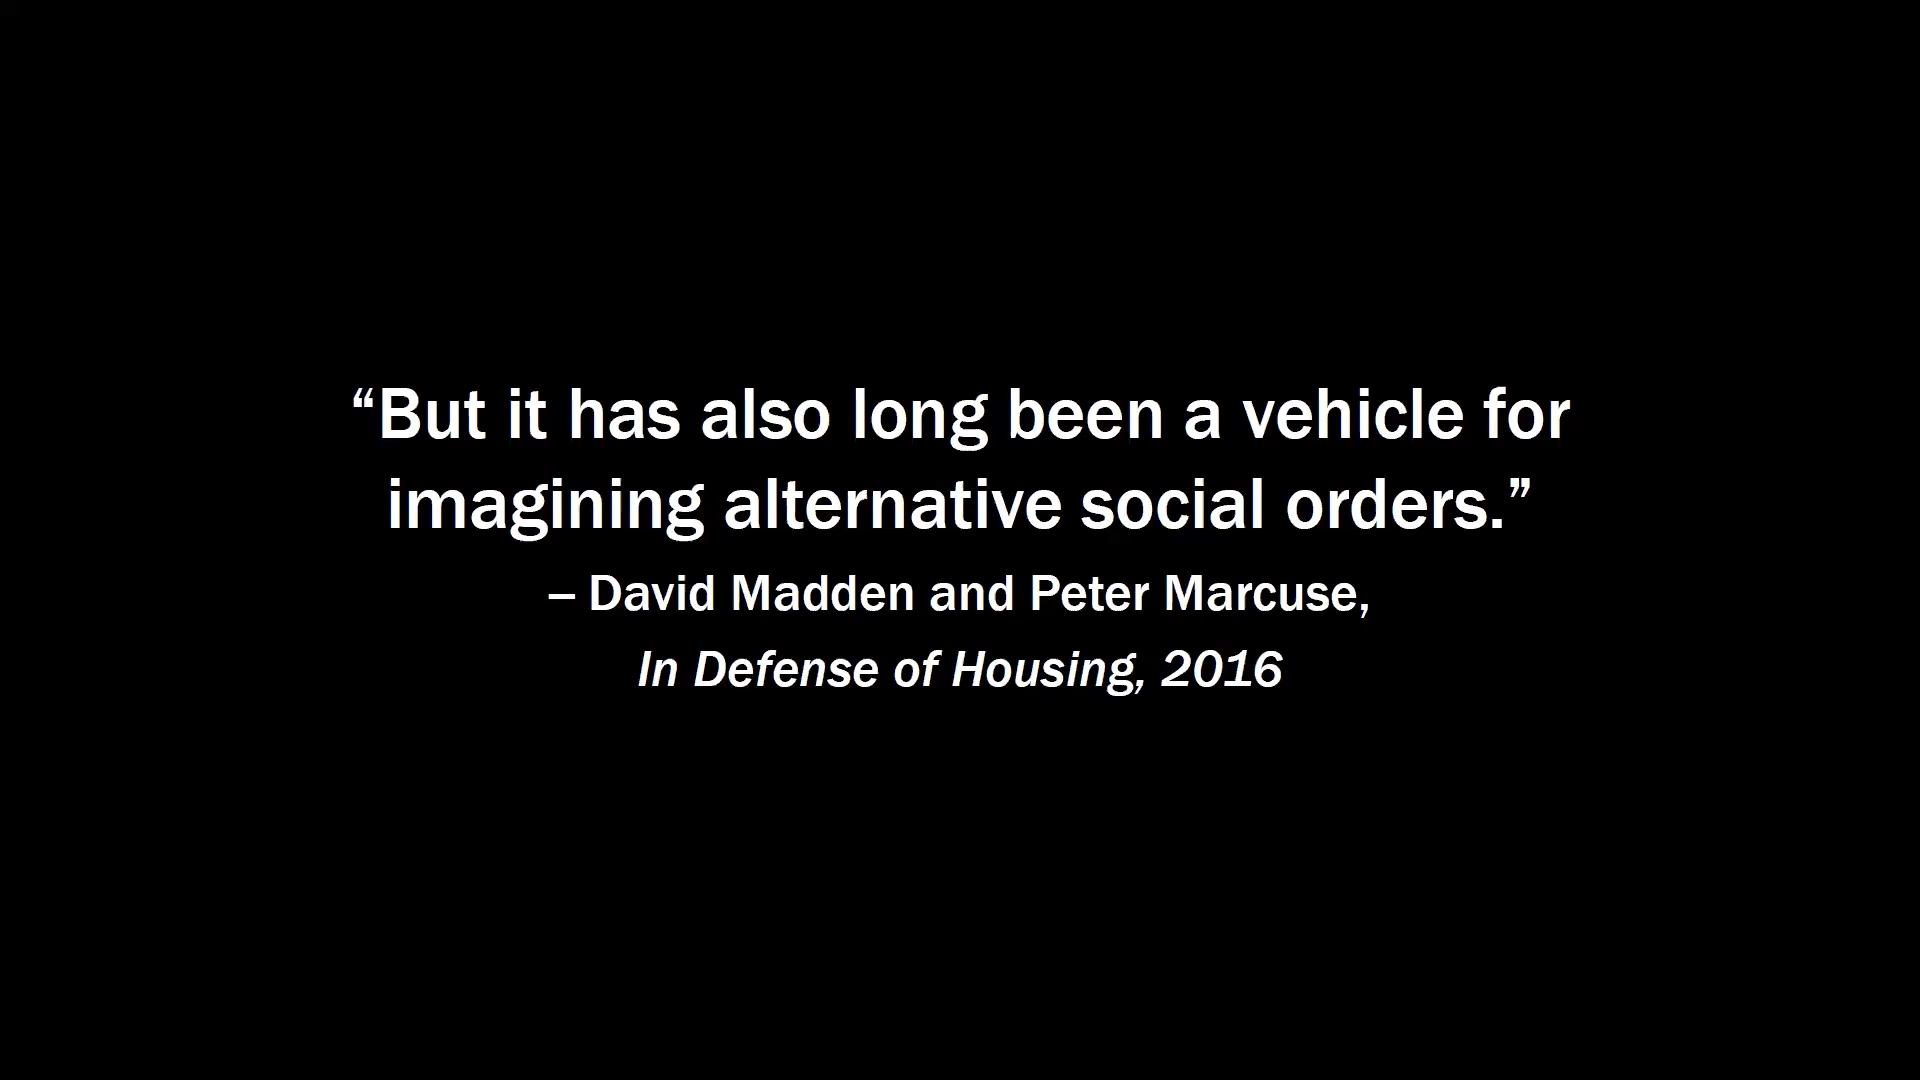 “But it has also long been a vehicle for
imagining alternative social orders.”
– David Madden and Peter Marcuse,
In Defense of Housing, 2016